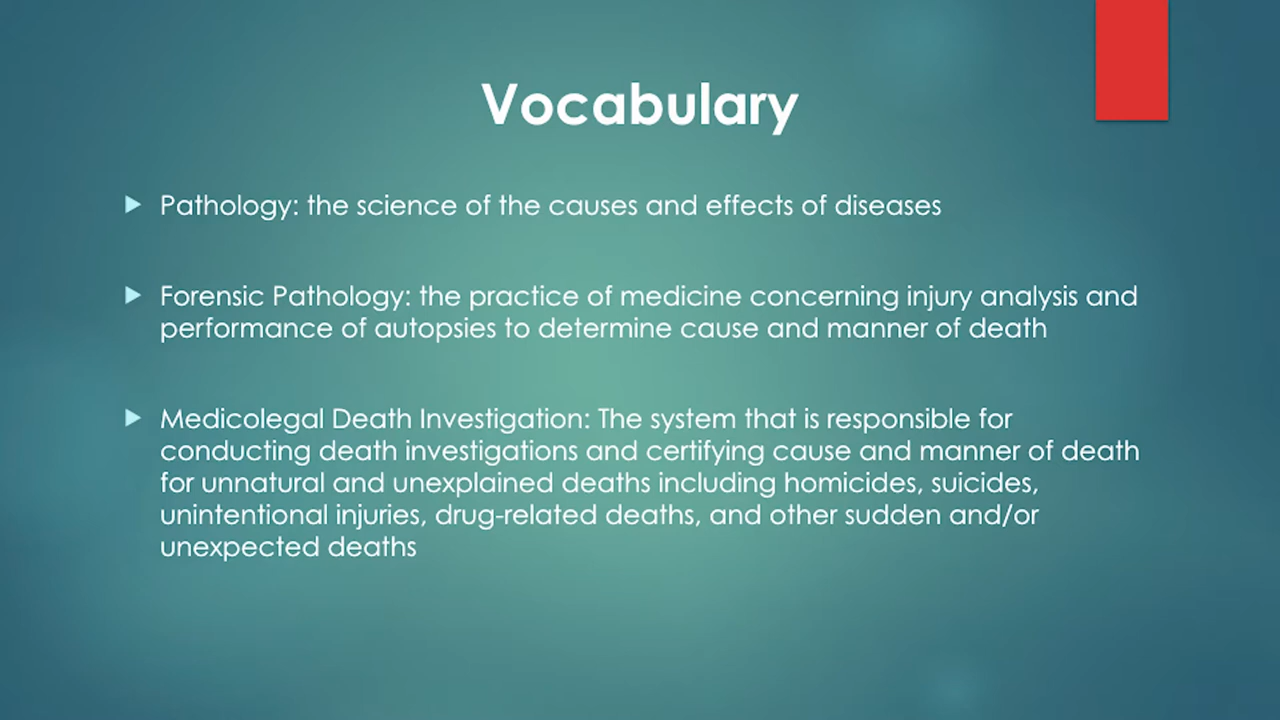 Vocabulary
Pathology: the science of the causes and effects of diseases
Forensic Pathology: the practice of medicine concerning injury analysis and
performance of autopsies to determine cause and manner of death
Medicolegal Death Investigation: The system that is responsible for
conducting death investigations and certifying cause and manner of death
for unnatural and unexplained deaths including homicides, suicides,
unintentional injuries, drug-related deaths, and other sudden and/or
unexpected deaths